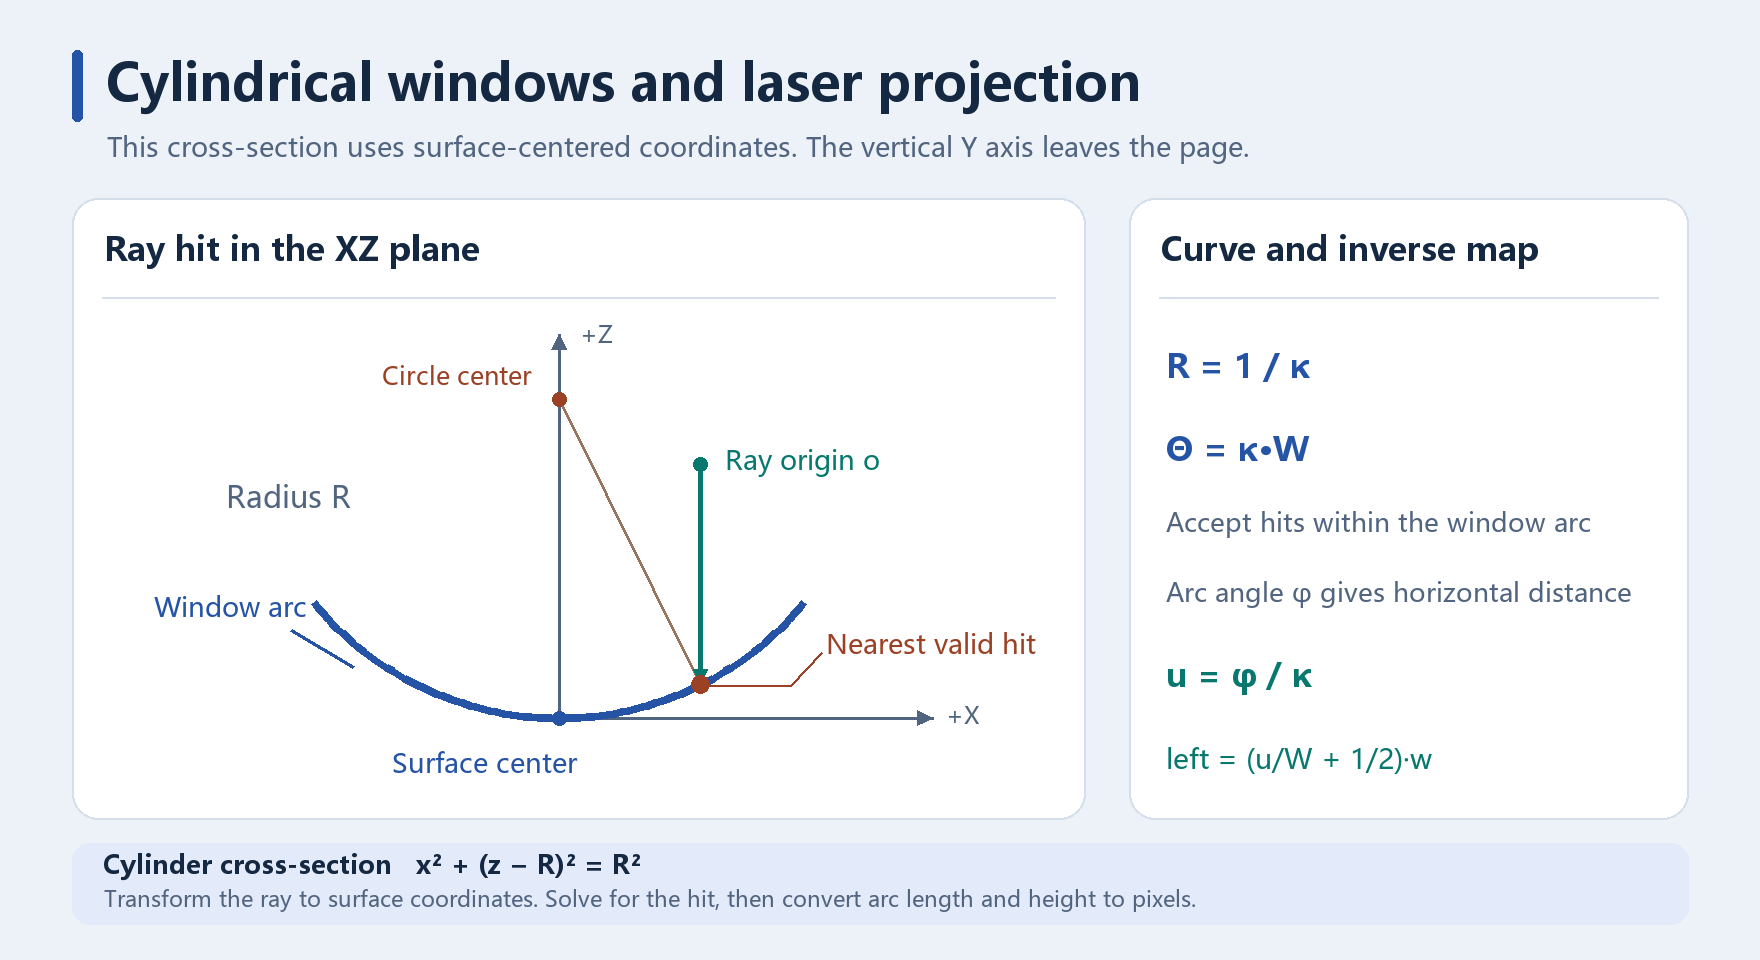 Cylindrical windows and laser projection
This cross-section uses surface-centered coordinates. The vertical Y axis leaves the page.
Ray hit in the XZ plane
+Z
Circle center
Ray origin o
Radius R
Window arc
Nearest valid hit
+X
Surface center
Curve and inverse map
R = 1 / κ
Θ = κ•W
Accept hits within the window arc
Arc angle φ gives horizontal distance
u = φ / κ
left = (u/W + 1/2)·w
Cylinder cross-section x² + (z − R)² = R²
Transform the ray to surface coordinates. Solve for the hit, then convert arc length and height to pixels.